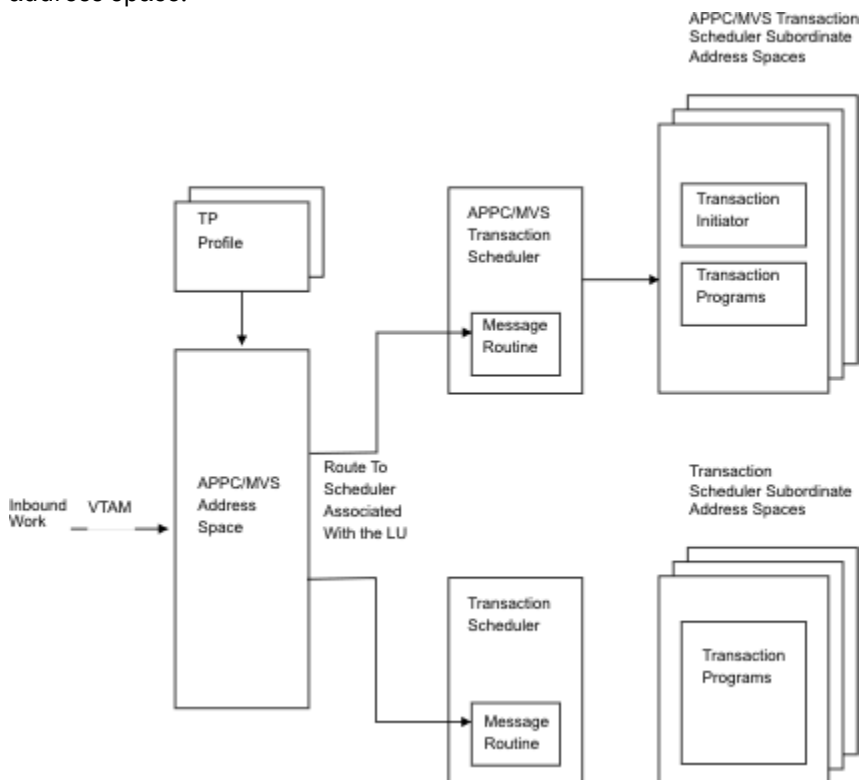 address space.
APPC/MVS Transaction
Scheduler Subordinate
Address Spaces
TP
Profile
APPC/MVS
Transaction
Scheduler
Transaction
Initiator
Transaction
Programs
Message
Routine
APPC/MVS
Address
Space
Route To
Scheduler
Associated
With the LU
Inbound
Work
VTAM
Transaction
Scheduler Subordinate
Address Spaces
Transaction
Scheduler
Transaction
Programs
Message
Routine